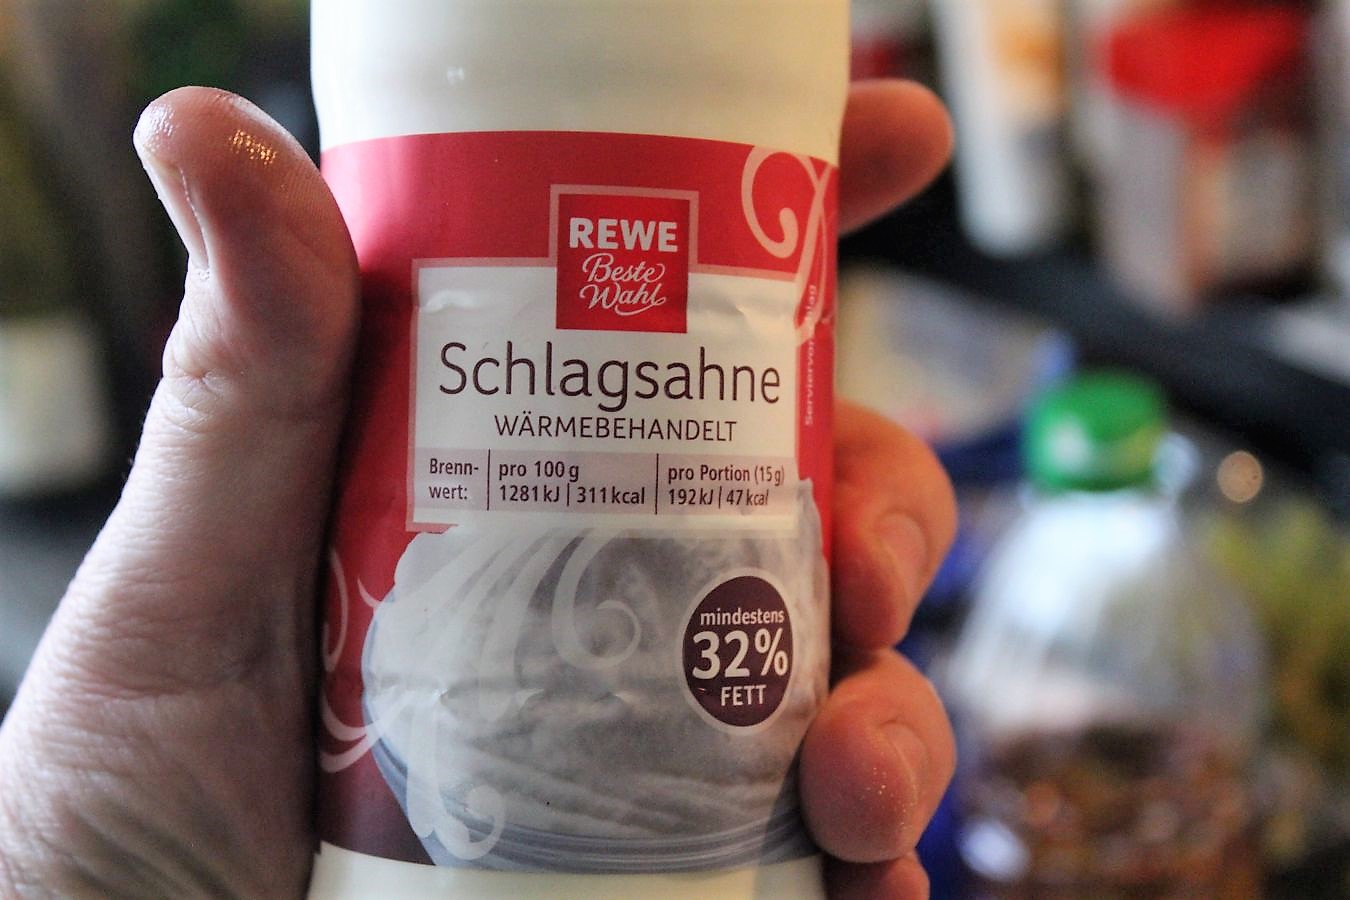 REWE
Beste
Wahl
Schlagsahne
WÄRMEBEHANDELT
Brenn-
wert:
pro 100 g
1281 kJ | 311 kcal
pro Portion (15 g)
192 kJ | 47 kcal
mindestens
32%
FETT